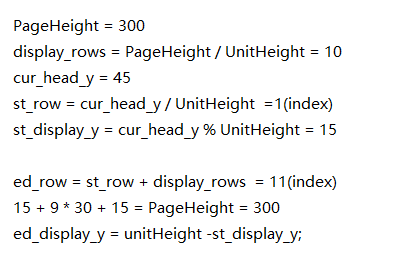 PageHeight = 300
display_rows = PageHeight / UnitHeight = 10
cur_head_y = 45
st_row = cur_head_y / UnitHeight  =1(index)
st_display_y = cur_head_y % UnitHeight = 15
ed_row = st_row + display_rows  = 11(index)
15 + 9 * 30 + 15 = PageHeight = 300
ed_display_y = unitHeight -st_display_y;